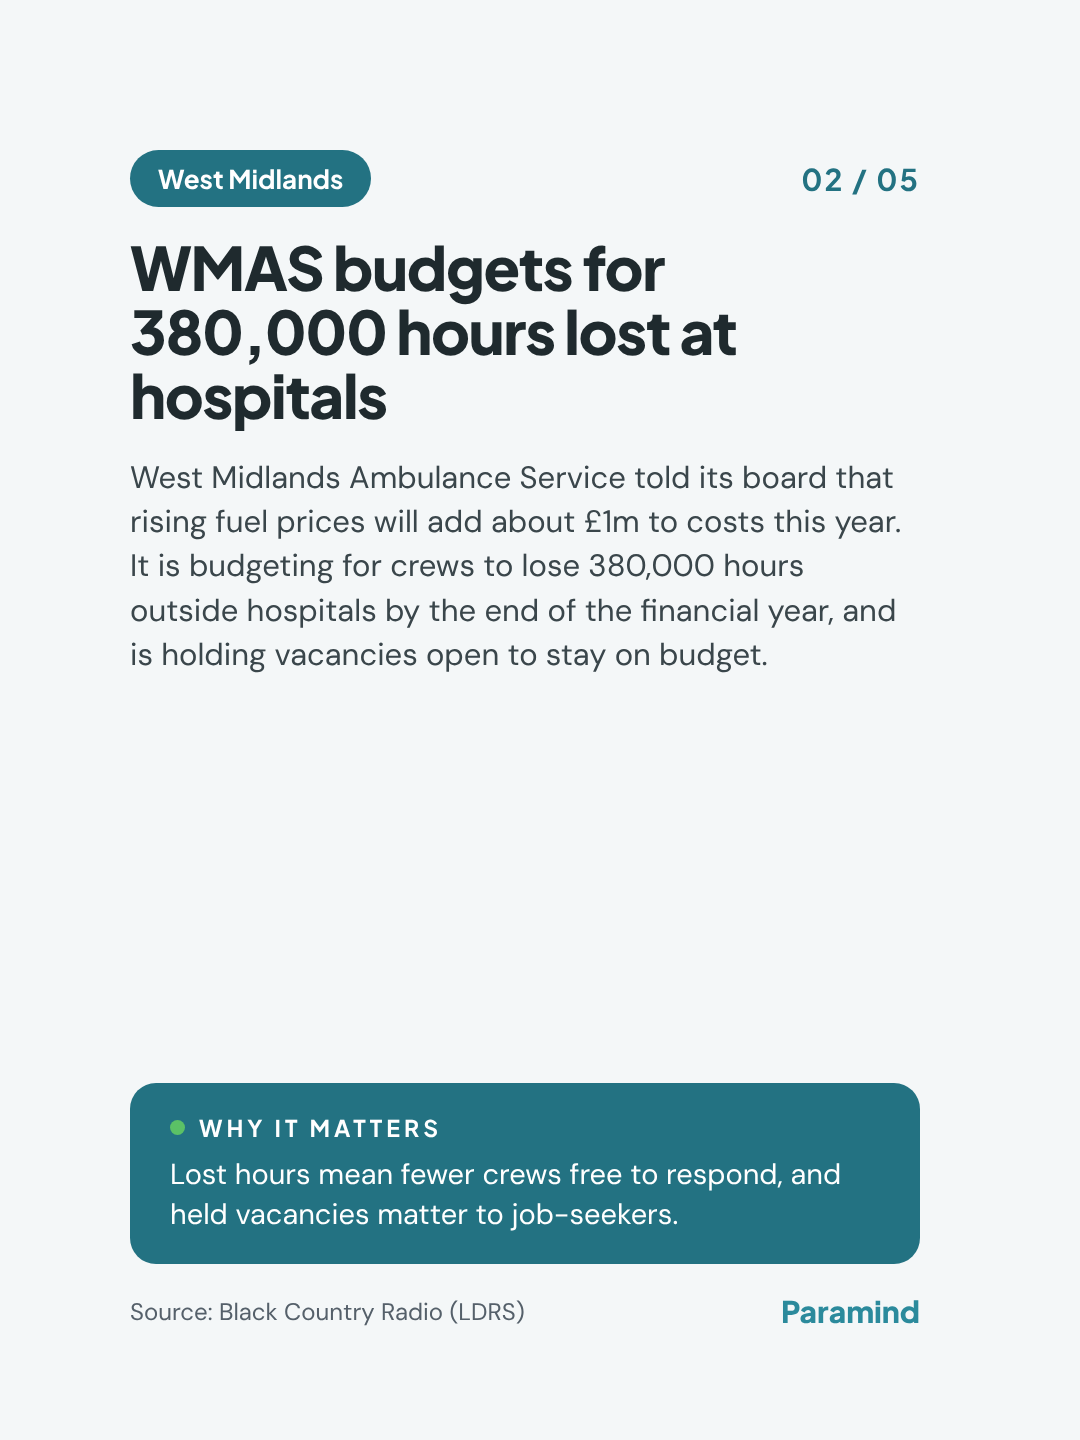 West Midlands
02 / 05
WMAS budgets for
380,000 hours lost at
hospitals
West Midlands Ambulance Service told its board that
rising fuel prices will add about £1m to costs this year.
It is budgeting for crews to lose 380,000 hours
outside hospitals by the end of the financial year, and
is holding vacancies open to stay on budget.
WHY IT MATTERS
Lost hours mean fewer crews free to respond, and
held vacancies matter to job-seekers.
Source: Black Country Radio (LDRS)
Paramind